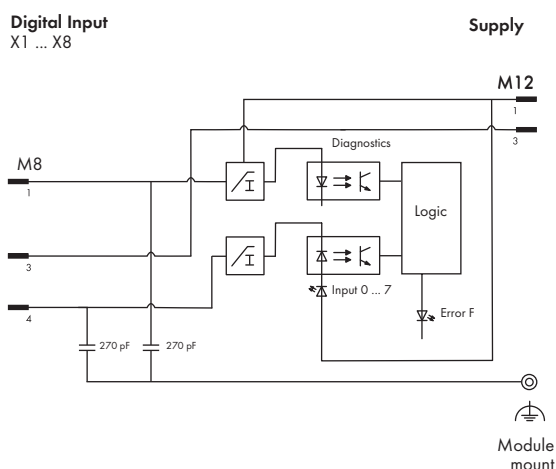 Digital Input
X1 ... X8
Supply
M12
1
3
Diagnostics
M8
1
I
Logic
3
I
4
Input 0 ... 7
Error F
270 pF
270 pF
Module
mount